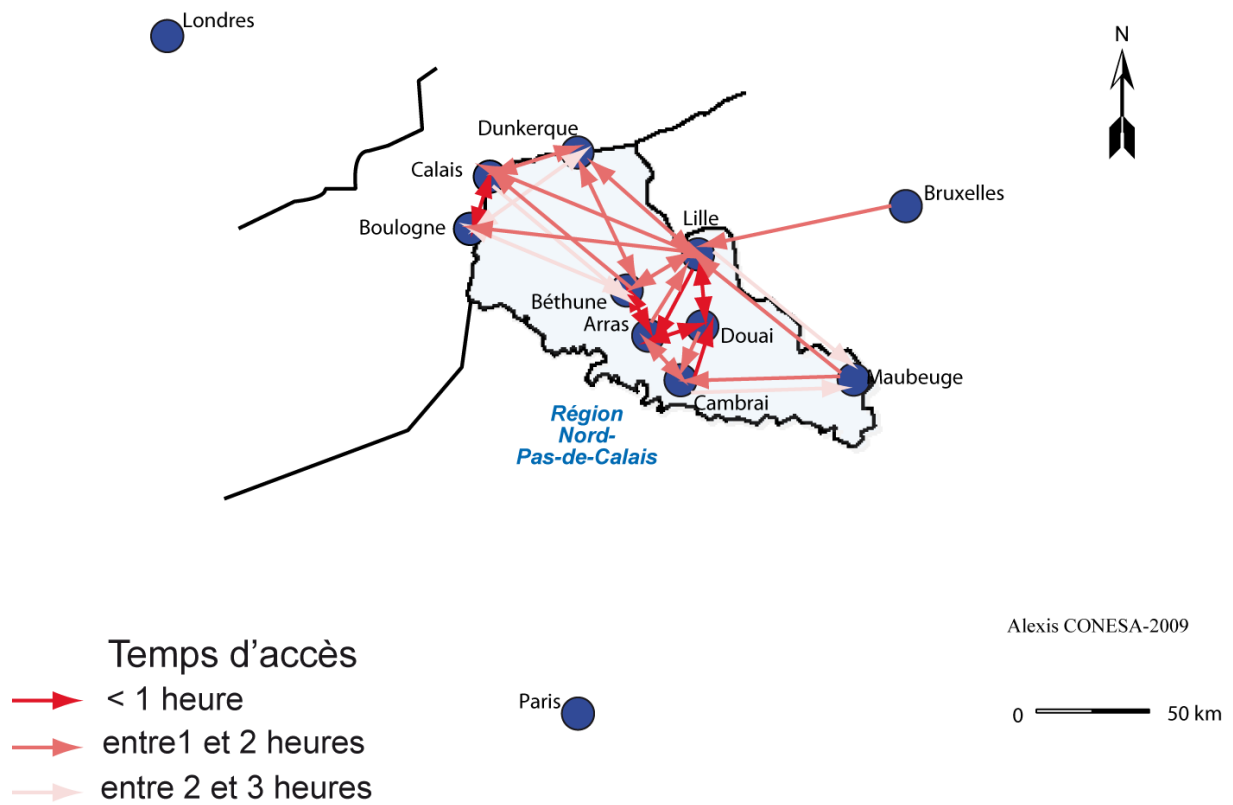 Londres
N
Dunkerque
Calais
Bruxelles
Lille
Boulogne
Béthune
Arras
Douai
Maubeuge
Cambrai
Région
Nord-
Pas-de-Calais
Alexis CONESA-2009
Temps d'accès
< 1 heure
Paris
0 50 km
entre1 et 2 heures
entre 2 et 3 heures